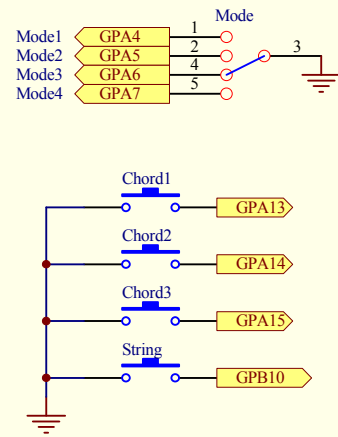 Mode
Mode1 GPA4 1
Mode2 GPA5 2 3
Mode3 GPA6 4
Mode4 GPA7 5
Chord1
GPA13
Chord2
GPA14
Chord3
GPA15
String
GPB10